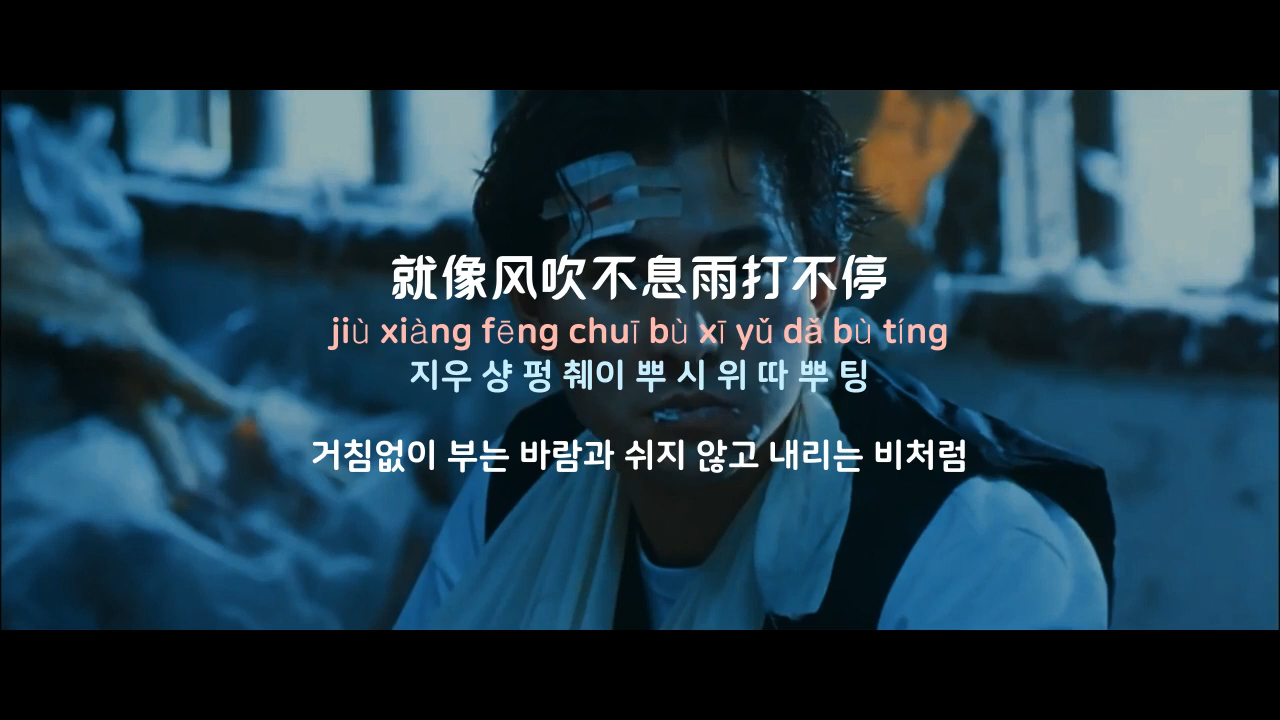 就像风吹不息雨打不停
jiù xiàng fēng chuī bù xī yǔ dǎ bù tíng
지우 샹 펑 췌이 뿌 시 위 따 뿌 팅
거침없이 부는 바람과 쉬지 않고 내리는 비처럼